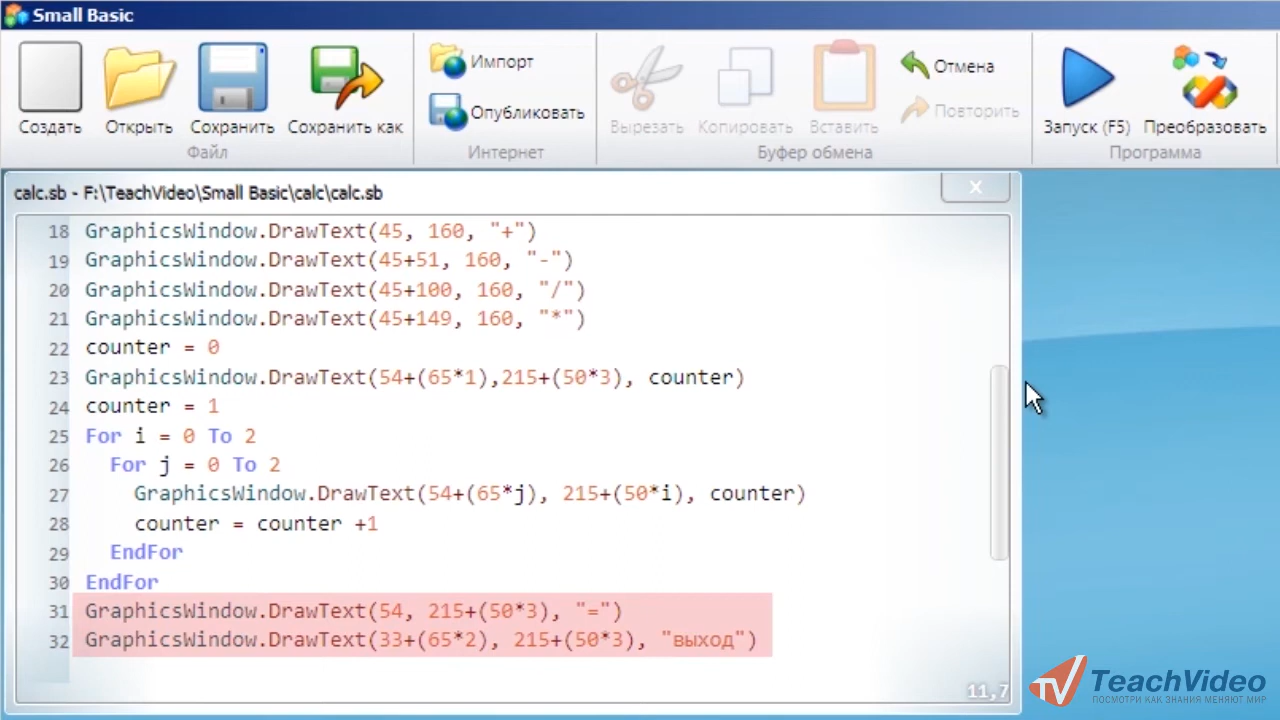 Small Basic
Создать
Открыть
Сохранить
Сохранить как
Файл
Импорт
Опубликовать
Интернет
Вырезать
Копировать
Вставить
Отмена
Повторить
Буфер обмена
Запуск (F5)
Преобразовать
Программа
calc.sb - F:\TeachVideo\Small Basic\calc\calc.sb
X
18 GraphicsWindow.DrawText(45, 160, "+")
19 GraphicsWindow.DrawText(45+51, 160, "-")
20 GraphicsWindow.DrawText(45+100, 160, "/")
21 GraphicsWindow.DrawText(45+149, 160, "*")
22 counter = 0
23 GraphicsWindow.DrawText(54+(65*1),215+(50*3), counter)
24 counter = 1
25 For i = 0 To 2
26   For j = 0 To 2
27     GraphicsWindow.DrawText(54+(65*j), 215+(50*i), counter)
28     counter = counter +1
29   EndFor
30 EndFor
31 GraphicsWindow.DrawText(54, 215+(50*3), "=")
32 GraphicsWindow.DrawText(33+(65*2), 215+(50*3), "выход")
11,7
TV TeachVideo
ПОСМОТРИ КАК ЗНАНИЯ МЕНЯЮТ МИР